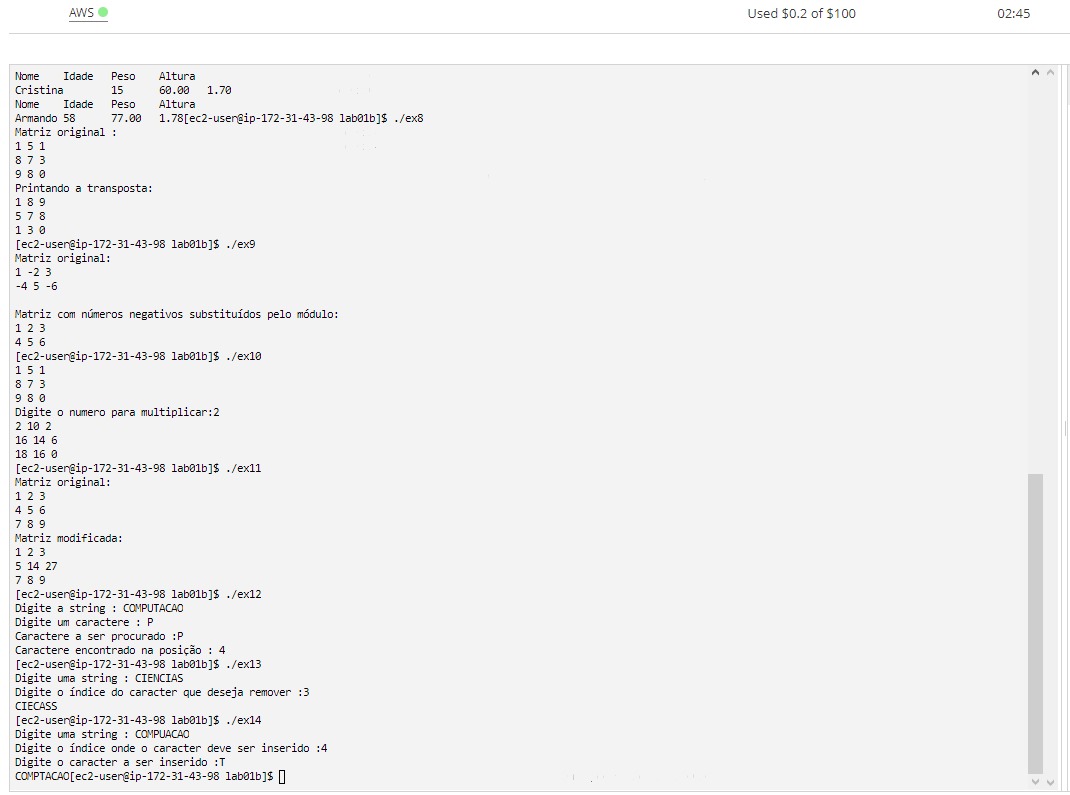 AWS Used $0.2 of $100 02:45
Nome Idade Peso Altura
Cristina 15 60.00 1.70
Nome Idade Peso Altura
Armando 58 77.00 1.78[ec2-user@ip-172-31-43-98 lab01b]$ ./ex8
Matriz original :
1 5 1
8 7 3
9 8 0
Printando a transposta:
1 8 9
5 7 8
1 3 0
[ec2-user@ip-172-31-43-98 lab01b]$ ./ex9
Matriz original:
1 -2 3
-4 5 -6
Matriz com números negativos substituídos pelo módulo:
1 2 3
4 5 6
[ec2-user@ip-172-31-43-98 lab01b]$ ./ex10
1 5 1
8 7 3
9 8 0
Digite o numero para multiplicar:2
2 10 2
16 14 6
18 16 0
[ec2-user@ip-172-31-43-98 lab01b]$ ./ex11
Matriz original:
1 2 3
4 5 6
7 8 9
Matriz modificada:
1 2 3
5 14 27
7 8 9
[ec2-user@ip-172-31-43-98 lab01b]$ ./ex12
Digite a string : COMPUTACAO
Digite um caractere : P
Caractere a ser procurado :P
Caractere encontrado na posição : 4
[ec2-user@ip-172-31-43-98 lab01b]$ ./ex13
Digite uma string : CIENCIAS
Digite o índice do caracter que deseja remover :3
CIECASS
[ec2-user@ip-172-31-43-98 lab01b]$ ./ex14
Digite uma string : COMPUACAO
Digite o índice onde o caracter deve ser inserido :4
Digite o caracter a ser inserido :T
COMPTACAO[ec2-user@ip-172-31-43-98 lab01b]$